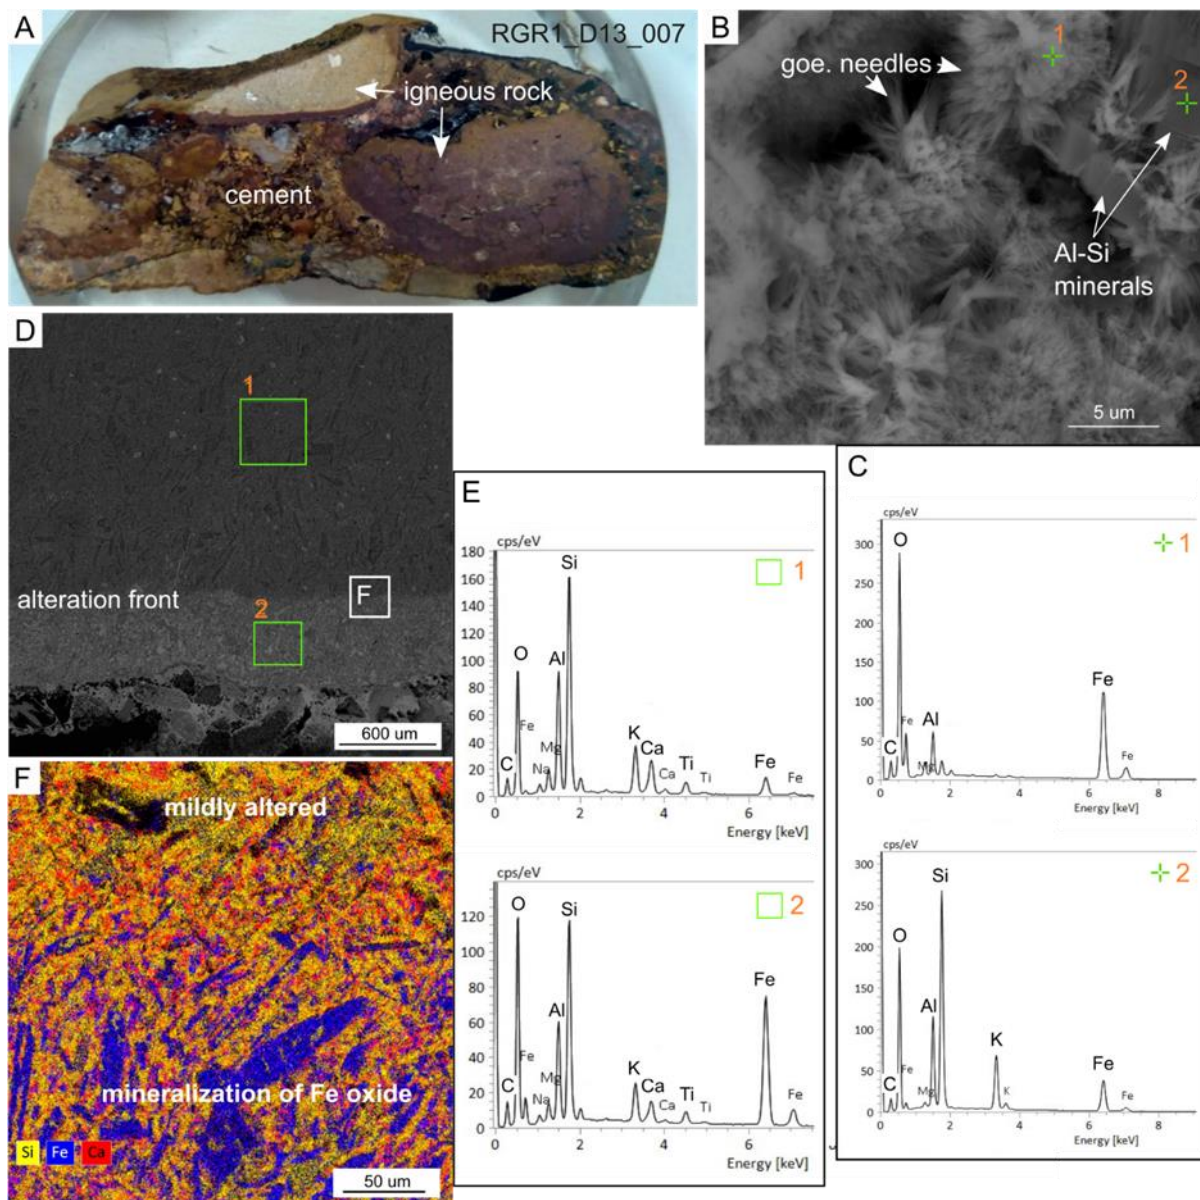 A
RGR1_D13_007
igneous rock
cement
B
1
2
goe. needles
Al-Si
minerals
5 um
D
1
alteration front
F
2
600 um
E
cps/eV
1
180
160
140
120
100
80
60
40
20
0
C
O
Fe
Na
Mg
Al
Si
K
Ca
Ca
Ti
Ti
Fe
Fe
0
2
4
6
Energy [keV]
cps/eV
2
120
100
80
60
40
20
0
C
O
Fe
Na
Mg
Al
Si
K
Ca
Ca
Ti
Ti
Fe
Fe
0
2
4
6
Energy [keV]
C
cps/eV
1
300
250
200
150
100
50
0
C
O
Fe
Mg
Al
Fe
Fe
0
2
4
6
8
Energy [keV]
cps/eV
2
300
250
200
150
100
50
0
C
O
Fe
Mg
Al
Si
K
K
Fe
Fe
0
2
4
6
8
Energy [keV]
F
mildly altered
mineralization of Fe oxide
Si Fe Ca
50 um